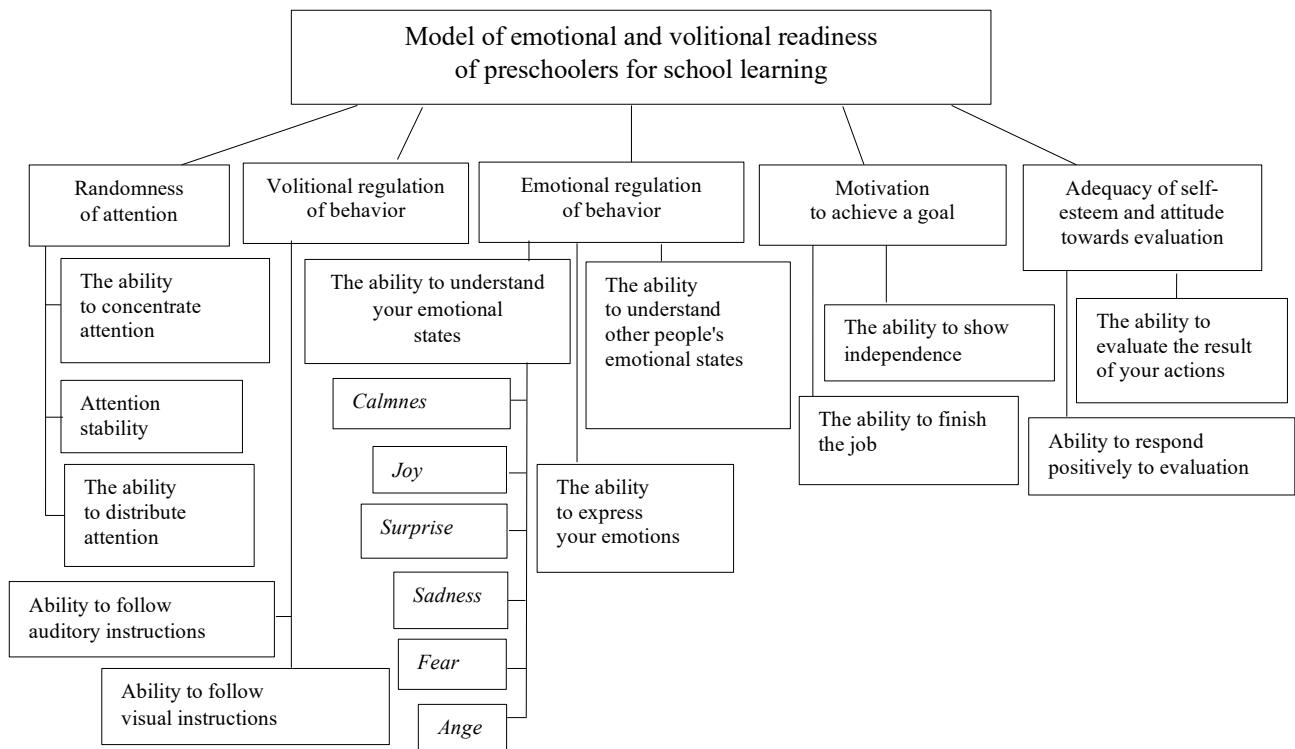 Model of emotional and volitional readiness
of preschoolers for school learning
Randomness
of attention
Volitional regulation
of behavior
Emotional regulation
of behavior
Motivation
to achieve a goal
Adequacy of self-
esteem and attitude
towards evaluation
The ability
to concentrate
attention
Attention
stability
The ability
to distribute
attention
Ability to follow
auditory instructions
Ability to follow
visual instructions
The ability to understand
your emotional
states
Calmnes
Joy
Surprise
Sadness
Fear
Ange
The ability
to understand
other people's
emotional states
The ability
to express
your emotions
The ability to show
independence
The ability to finish
the job
The ability to
evaluate the result
of your actions
Ability to respond
positively to evaluation